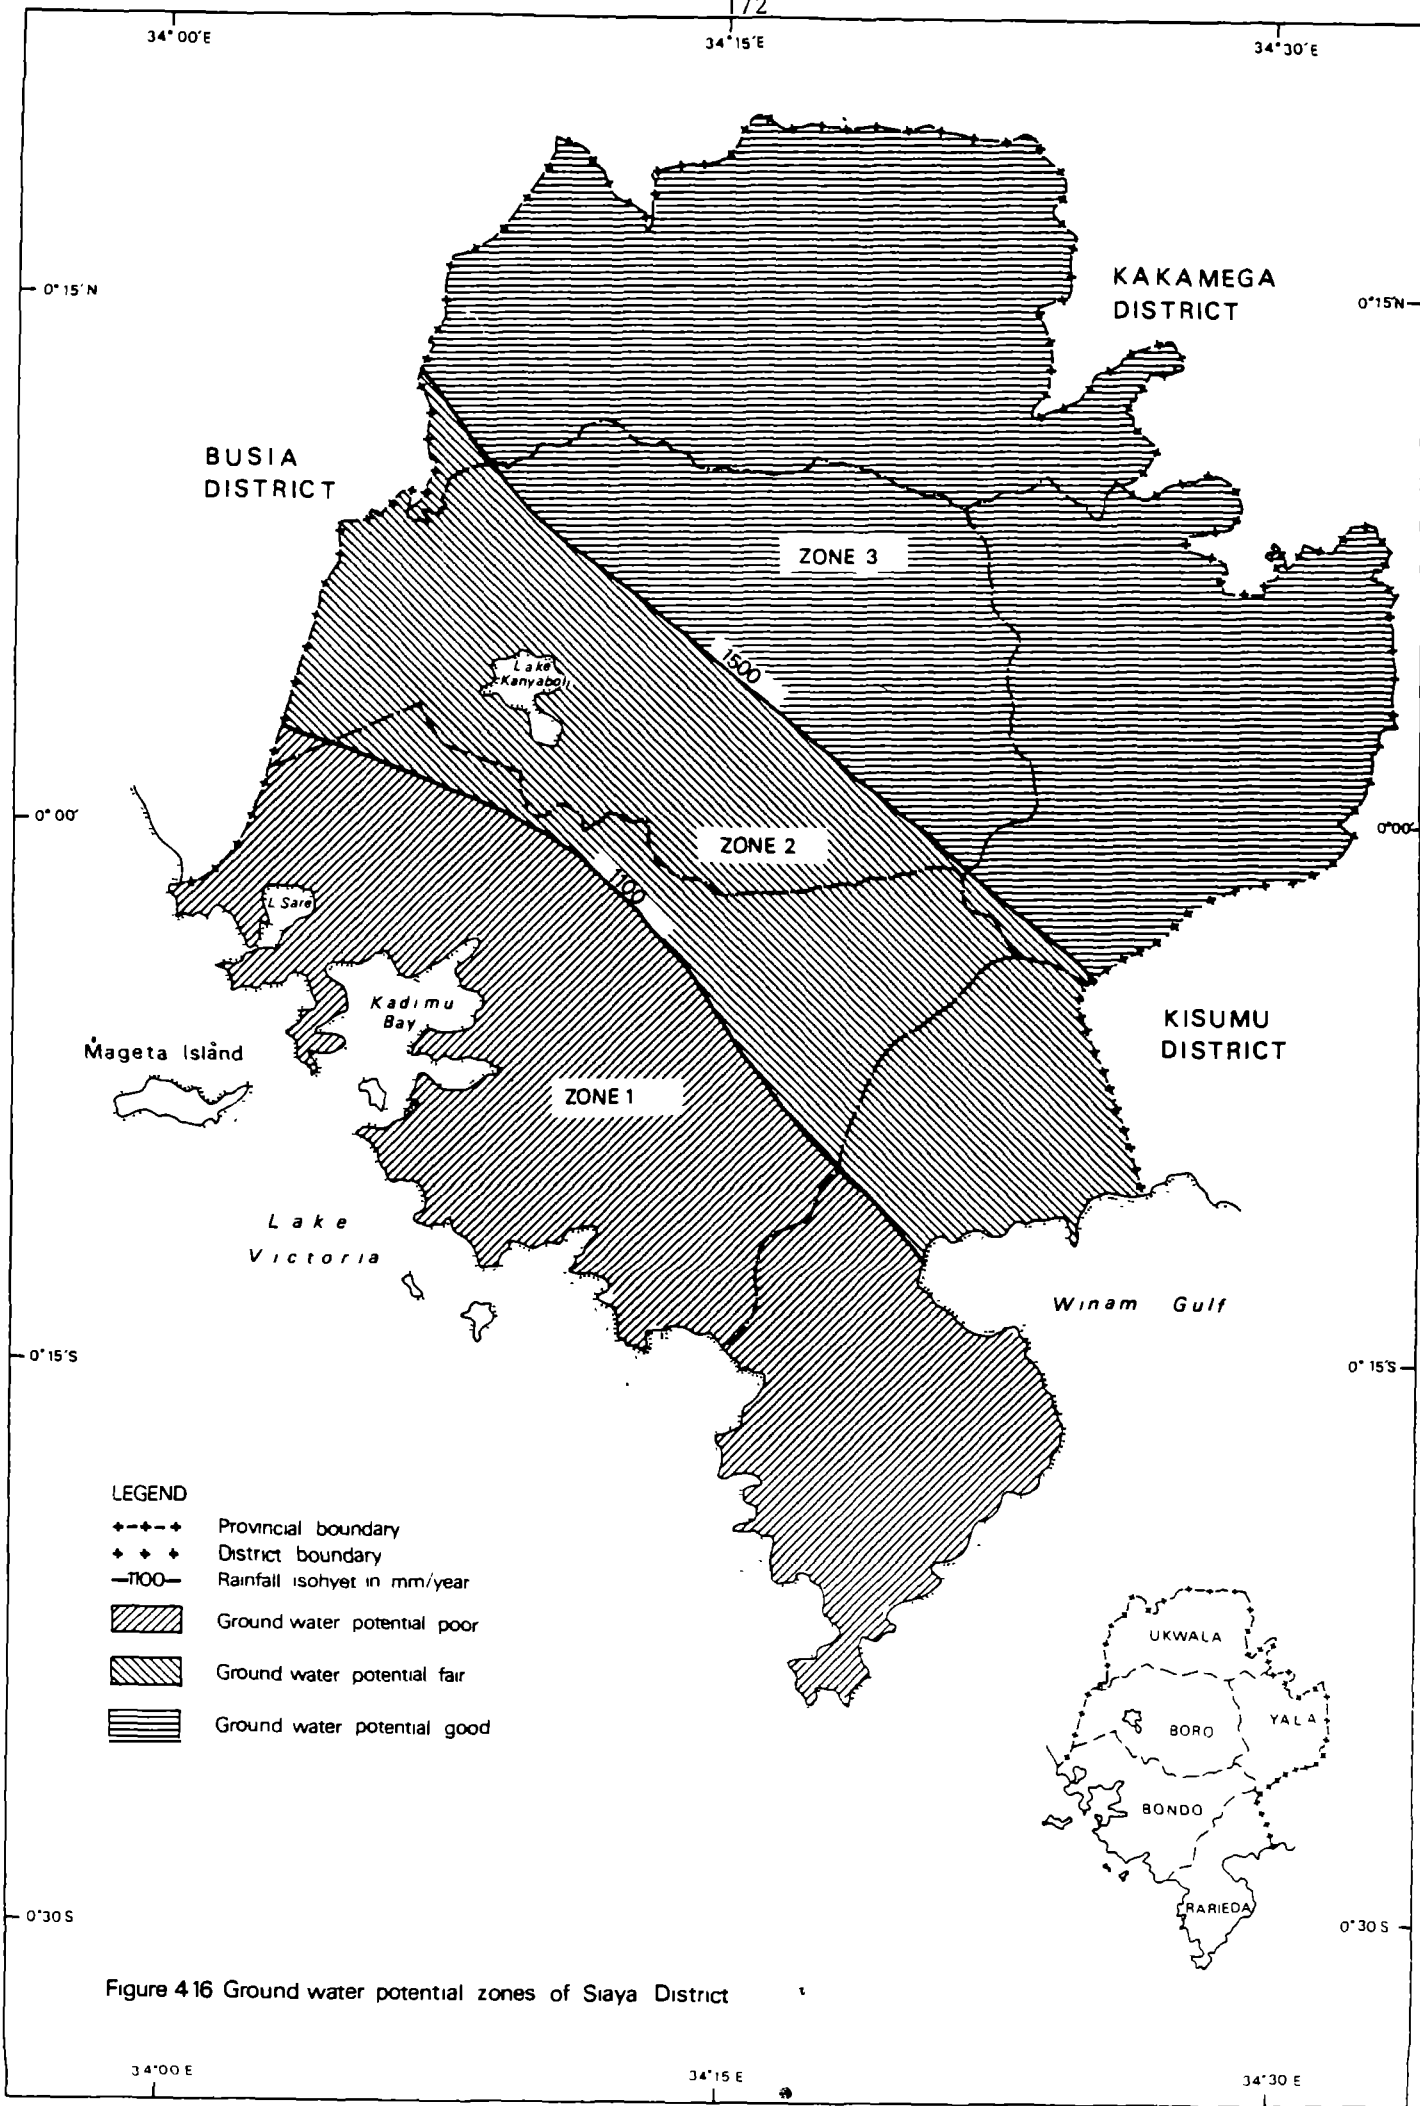 172
34°00'E
34°15'E
34°30'E
KAKAMEGA
DISTRICT
0°15'N
0°15'N
BUSIA
DISTRICT
ZONE 3
Lake
Kanyaboli
1500
0°00'
0°00'
ZONE 2
1100
L Sare
Kadimu
Bay
KISUMU
DISTRICT
Mageta Island
ZONE 1
Lake
Victoria
Winam Gulf
0°15'S
0°15'S
LEGEND
Provincial boundary
District boundary
1100
Rainfall isohyet in mm/year
Ground water potential poor
Ground water potential fair
Ground water potential good
UKWALA
YALA
BORO
BONDO
RARIEDA
0°30S
0°30S
Figure 4 16 Ground water potential zones of Siaya District
34°00 E
34°15 E
34°30 E